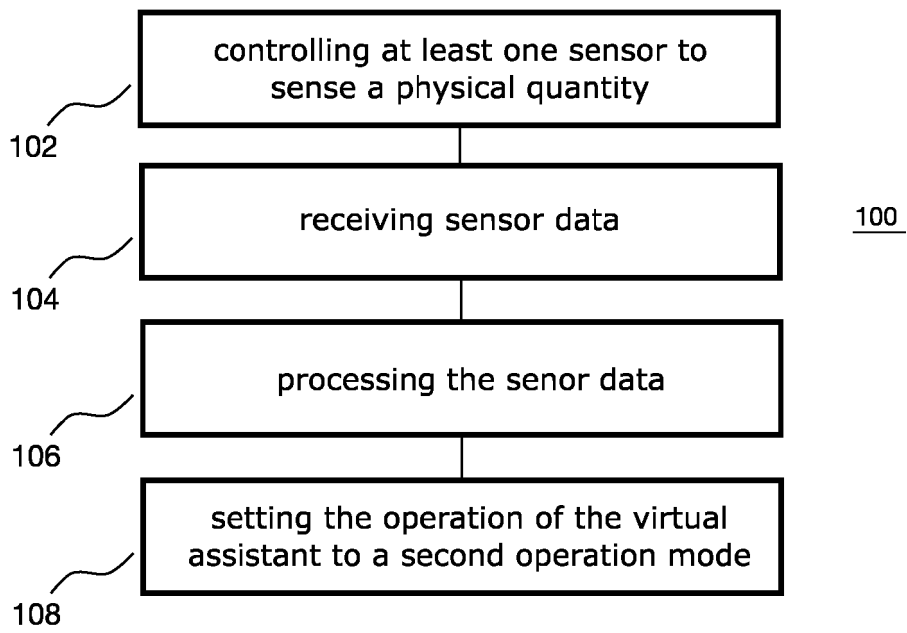 controlling at least one sensor to
sense a physical quantity
102
receiving sensor data
100
104
processing the senor data
106
setting the operation of the virtual
assistant to a second operation mode
108